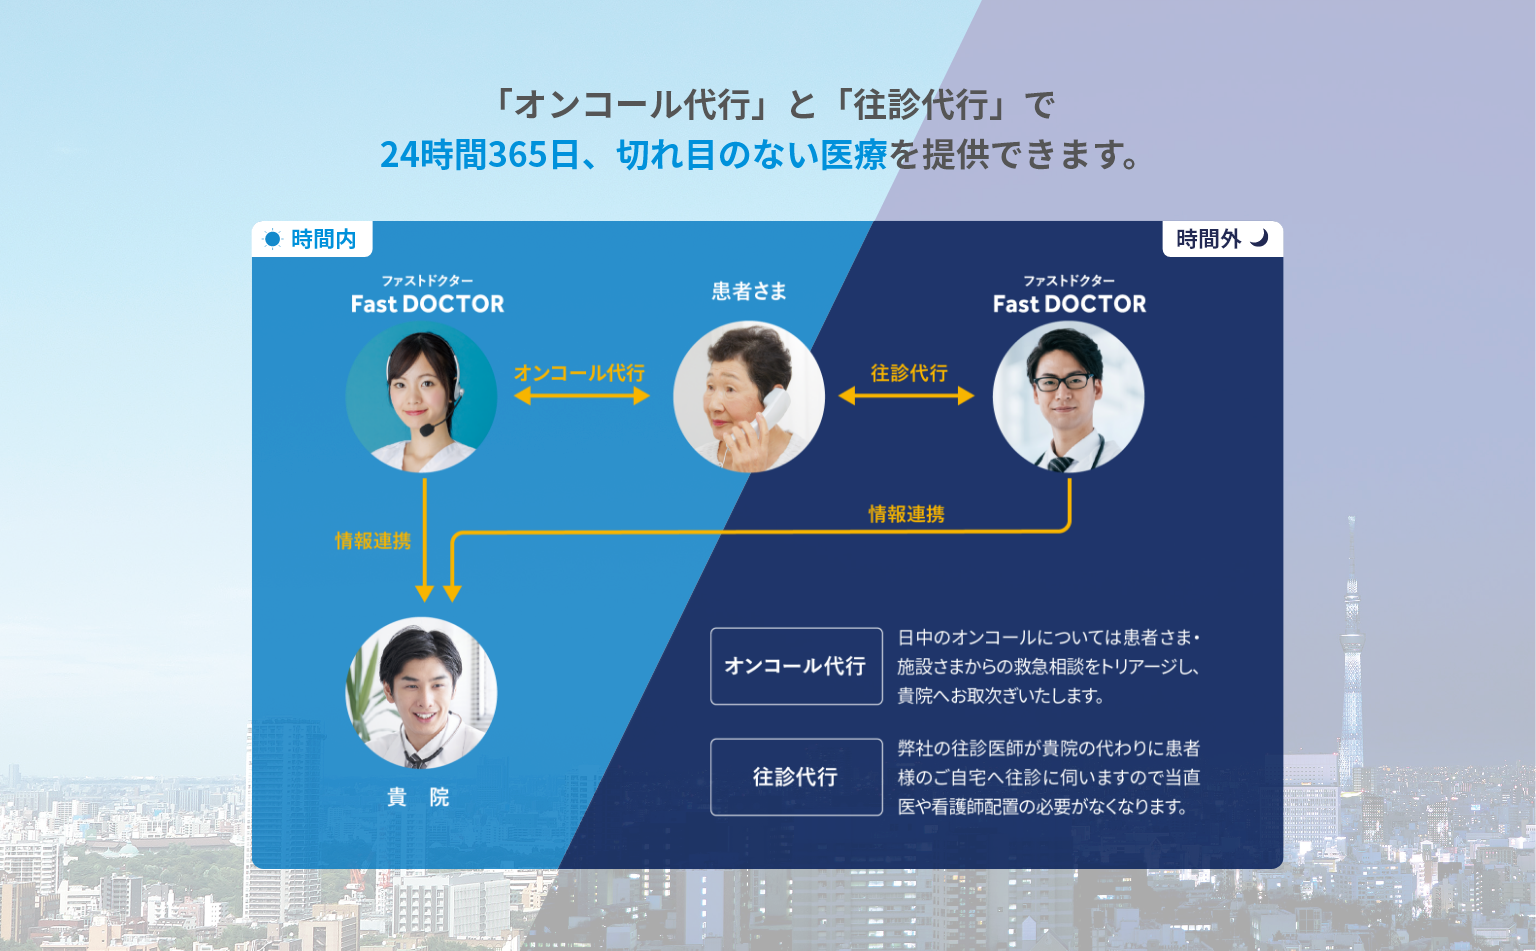 「オンコール代行」と「往診代行」で
24時間365日、切れ目のない医療を提供できます。
時間内
時間外
ファストドクター
Fast DOCTOR
患者さま
ファストドクター
Fast DOCTOR
オンコール代行
往診代行
情報連携
情報連携
オンコール代行
日中のオンコールについては患者さま・
施設さまからの救急相談をトリアージし、
貴院へお取次ぎいたします。
往診代行
弊社の往診医師が貴院の代わりに患者
様のご自宅へ往診に伺いますので当直
医や看護師配置の必要がなくなります。
貴　院